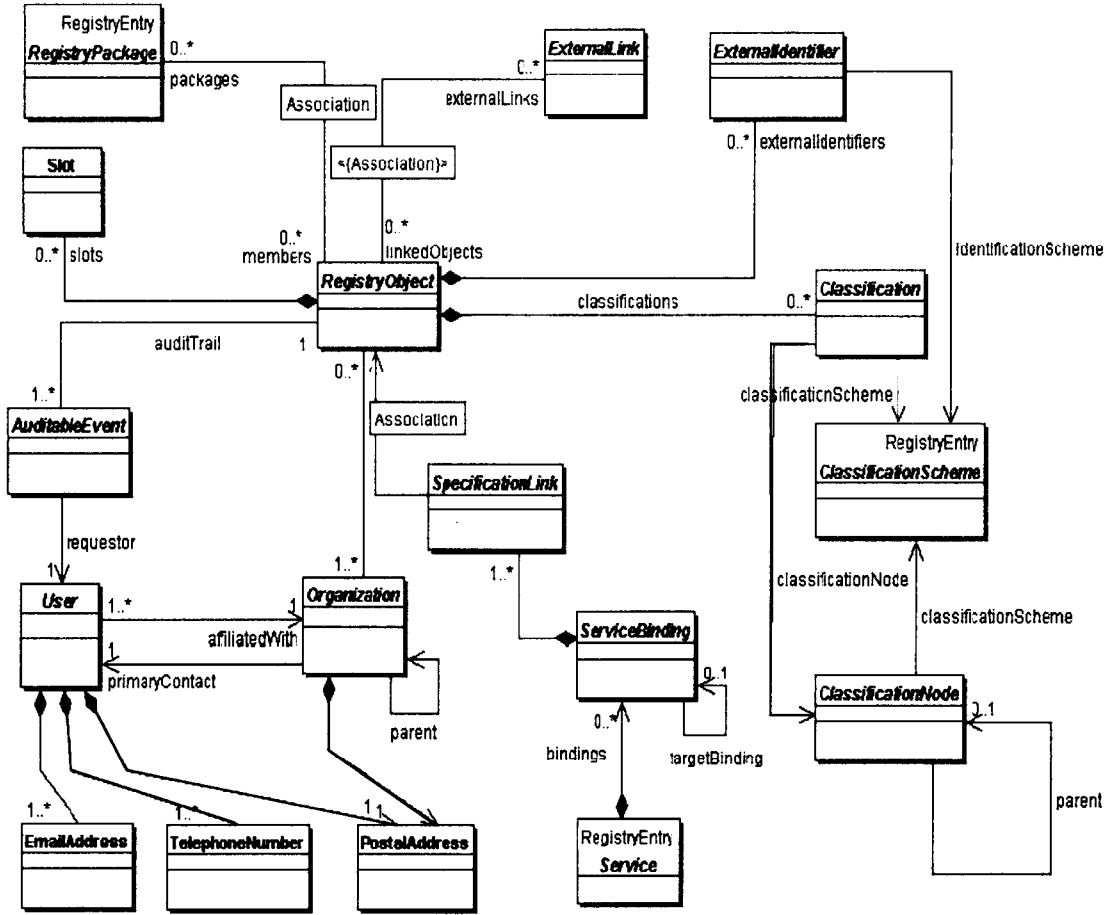 RegistryEntry
RegistryPackage
0..*
packages
Association
ExternalLink
0..*
externalLinks
ExternalIdentifier
0..*
externalIdentifiers
Slot
0..*
slots
<{Association}>
0..*
members
0..*
linkedObjects
identificationScheme
RegistryObject
classifications
0..*
Classification
auditTrail
1
0..*
1..*
AuditableEvent
Association
classificationScheme
RegistryEntry
ClassificationScheme
SpecificationLink
requestor
1
User
1..*
1
affiliatedWith
1
primaryContact
1..*
Organization
parent
1..*
ServiceBinding
0..1
targetBinding
0..*
bindings
classificationNode
classificationScheme
ClassificationNode
0..1
parent
1..*
EmailAddress
1..*
TelephoneNumber
1
1
PostalAddress
RegistryEntry
Service